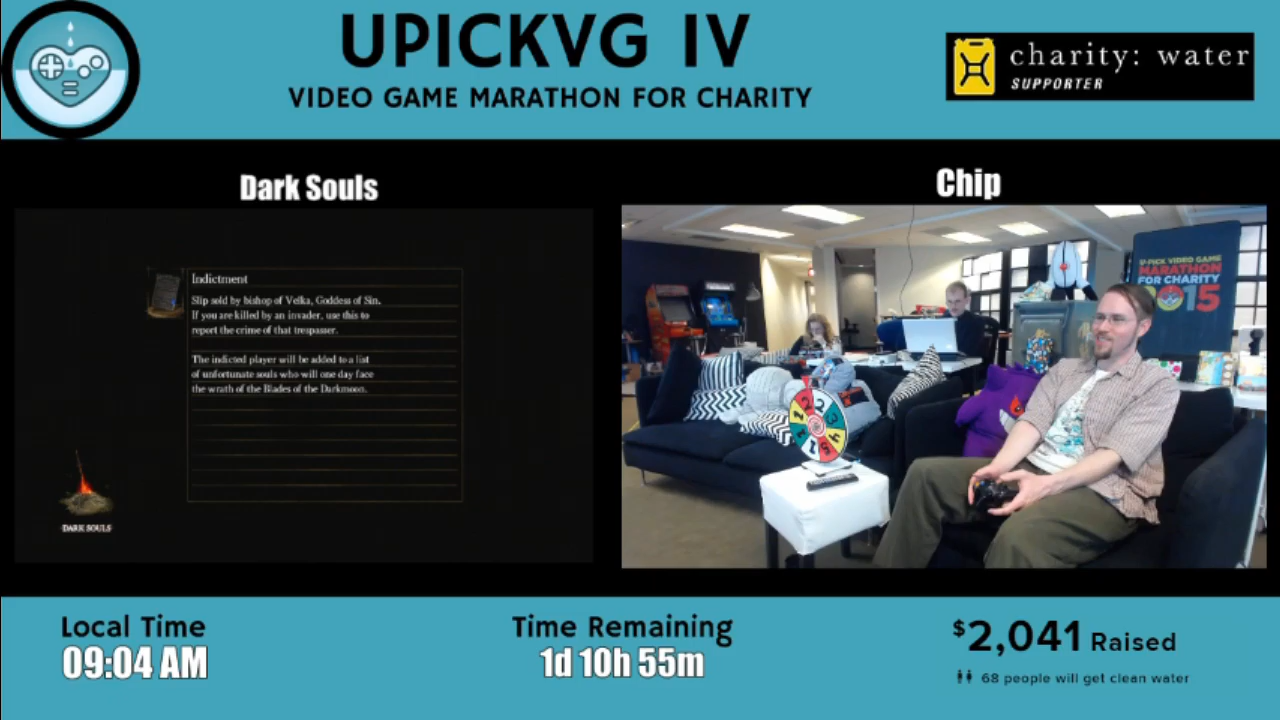 UPICKVG IV
VIDEO GAME MARATHON FOR CHARITY
charity: water
SUPPORTER
Dark Souls
Chip
Indictment
Slip sold by bishop of Velka, Goddess of Sin.
If you are killed by an invader, use this to
report the crime of that trespasser.
The indicted player will be added to a list
of unfortunate souls who will one day face
the wrath of the Blades of the Darkmoon.
DARK SOULS
U-PICK VIDEO GAME
MARATHON
FOR CHARITY
2015
Local Time
09:04 AM
Time Remaining
1d 10h 55m
$2,041 Raised
68 people will get clean water